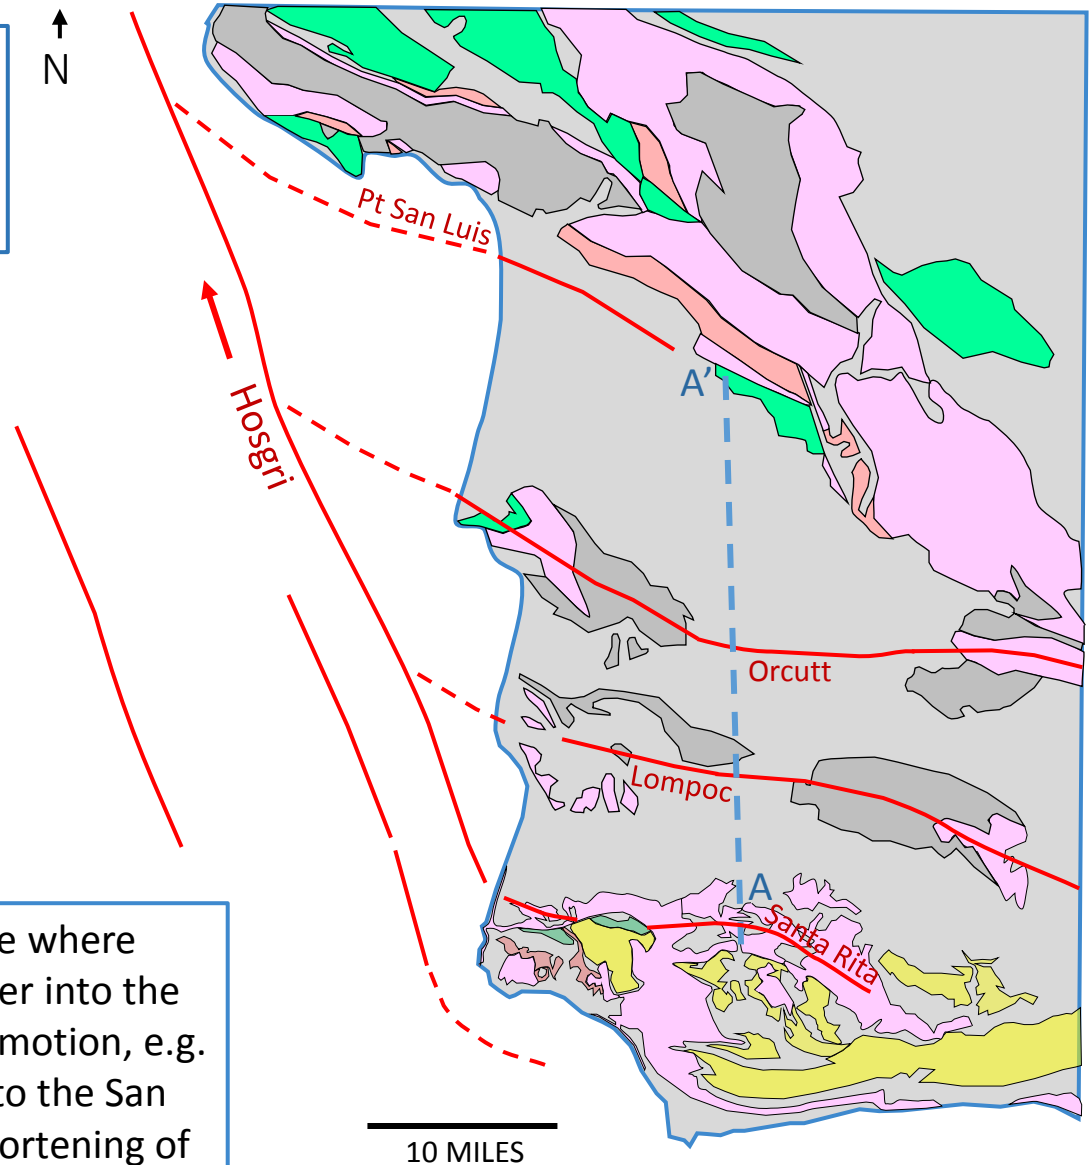 N
Pt San Luis
Hosgri
A'
Orcutt
Lompoc
A
Santa Rita
e where
er into the
motion, e.g.
to the San
ortening of
10 MILES